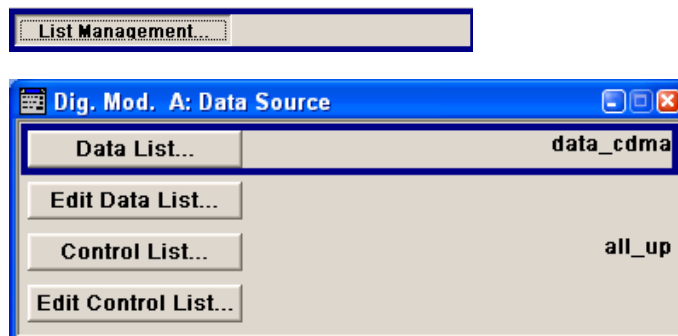 List Management...
Dig. Mod. A: Data Source
Data List... data_cdma
Edit Data List...
Control List... all_up
Edit Control List...